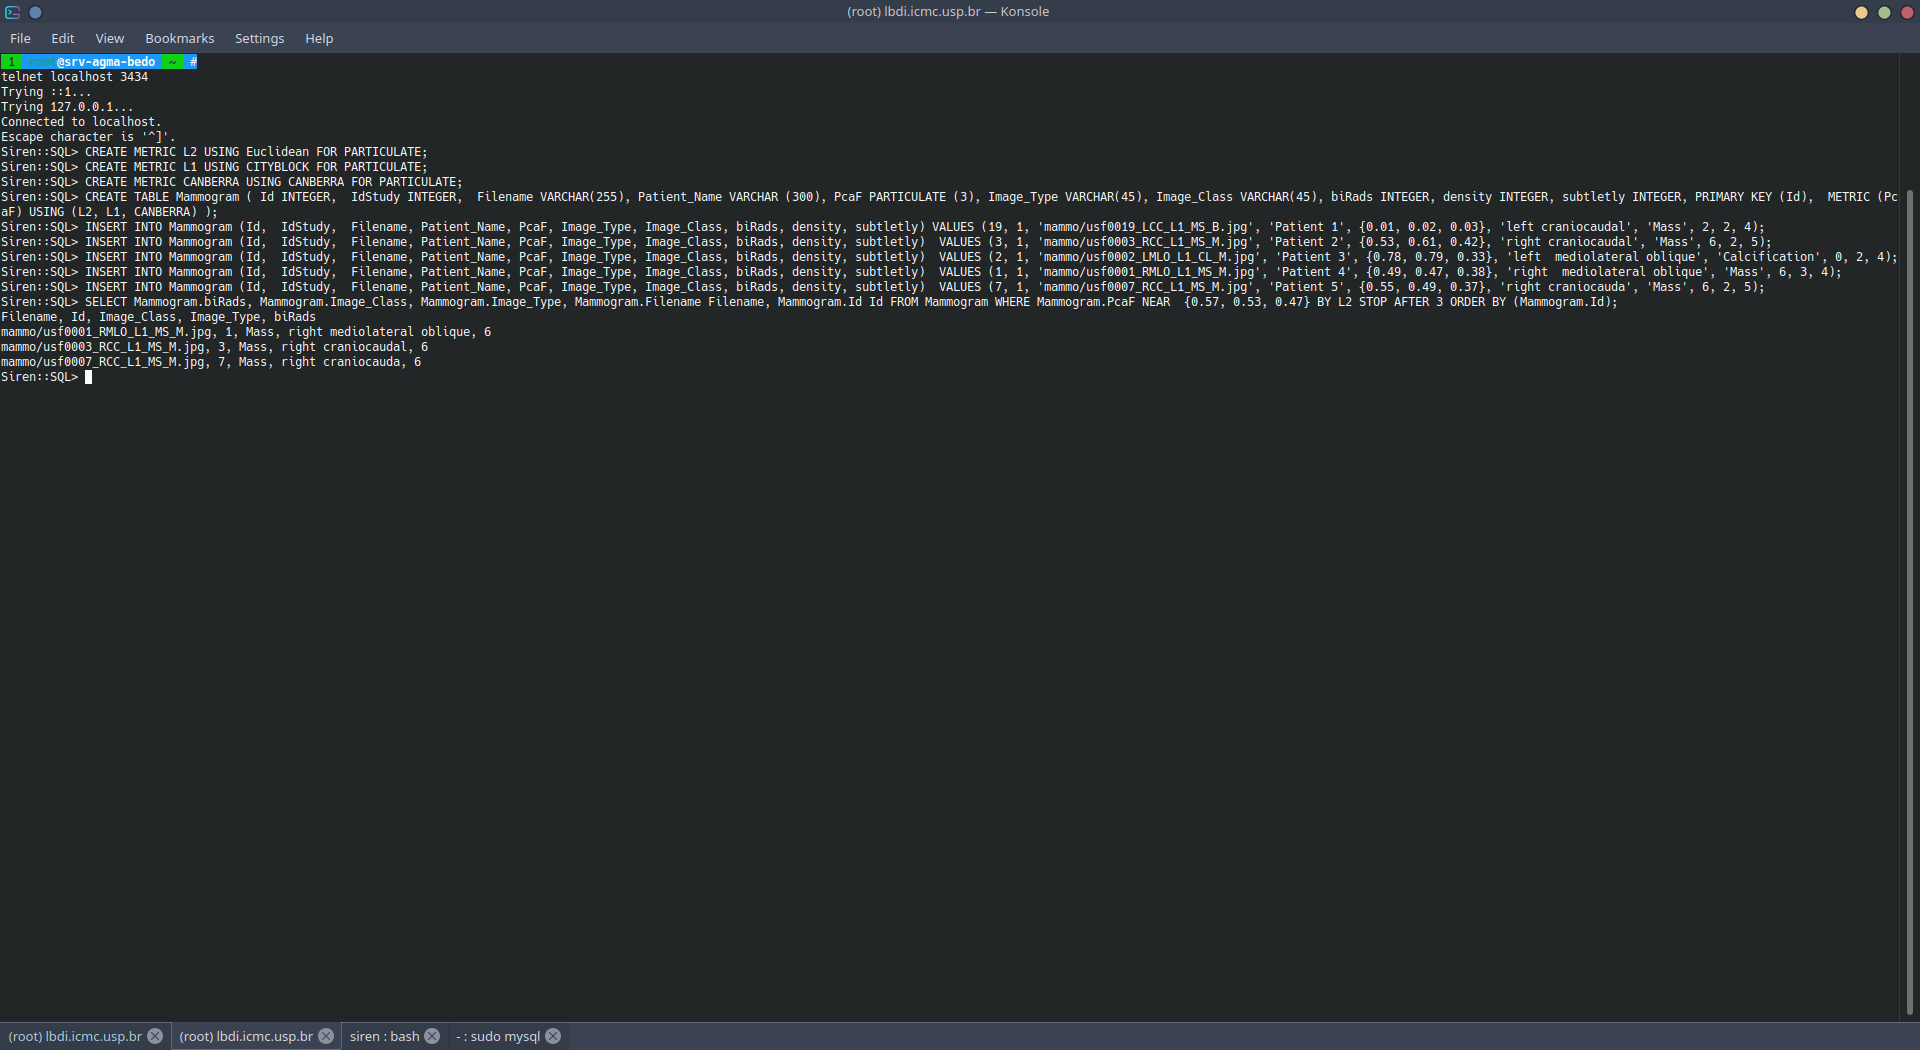 (root) lbdi.icmc.usp.br — Konsole
File Edit View Bookmarks Settings Help
1 root@srv-agma-bedo ~ #
telnet localhost 3434
Trying ::1...
Trying 127.0.0.1...
Connected to localhost.
Escape character is '^]'.
Siren::SQL> CREATE METRIC L2 USING Euclidean FOR PARTICULATE;
Siren::SQL> CREATE METRIC L1 USING CITYBLOCK FOR PARTICULATE;
Siren::SQL> CREATE METRIC CANBERRA USING CANBERRA FOR PARTICULATE;
Siren::SQL> CREATE TABLE Mammogram ( Id INTEGER,  IdStudy INTEGER,  Filename VARCHAR(255), Patient_Name VARCHAR (300), PcaF PARTICULATE (3), Image_Type VARCHAR(45), Image_Class VARCHAR(45), biRads INTEGER, density INTEGER, subtletly INTEGER, PRIMARY KEY (Id),  METRIC (Pc
aF) USING (L2, L1, CANBERRA) );
Siren::SQL> INSERT INTO Mammogram (Id,  IdStudy,  Filename, Patient_Name, PcaF, Image_Type, Image_Class, biRads, density, subtletly) VALUES (19, 1, 'mammo/usf0019_LCC_L1_MS_B.jpg', 'Patient 1', {0.01, 0.02, 0.03}, 'left craniocaudal', 'Mass', 2, 2, 4);
Siren::SQL> INSERT INTO Mammogram (Id,  IdStudy,  Filename, Patient_Name, PcaF, Image_Type, Image_Class, biRads, density, subtletly)  VALUES (3, 1, 'mammo/usf0003_RCC_L1_MS_M.jpg', 'Patient 2', {0.53, 0.61, 0.42}, 'right craniocaudal', 'Mass', 6, 2, 5);
Siren::SQL> INSERT INTO Mammogram (Id,  IdStudy,  Filename, Patient_Name, PcaF, Image_Type, Image_Class, biRads, density, subtletly)  VALUES (2, 1, 'mammo/usf0002_LMLO_L1_CL_M.jpg', 'Patient 3', {0.78, 0.79, 0.33}, 'left  mediolateral oblique', 'Calcification', 0, 2, 4);
Siren::SQL> INSERT INTO Mammogram (Id,  IdStudy,  Filename, Patient_Name, PcaF, Image_Type, Image_Class, biRads, density, subtletly)  VALUES (1, 1, 'mammo/usf0001_RMLO_L1_MS_M.jpg', 'Patient 4', {0.49, 0.47, 0.38}, 'right  mediolateral oblique', 'Mass', 6, 3, 4);
Siren::SQL> INSERT INTO Mammogram (Id,  IdStudy,  Filename, Patient_Name, PcaF, Image_Type, Image_Class, biRads, density, subtletly)  VALUES (7, 1, 'mammo/usf0007_RCC_L1_MS_M.jpg', 'Patient 5', {0.55, 0.49, 0.37}, 'right craniocauda', 'Mass', 6, 2, 5);
Siren::SQL> SELECT Mammogram.biRads, Mammogram.Image_Class, Mammogram.Image_Type, Mammogram.Filename Filename, Mammogram.Id Id FROM Mammogram WHERE Mammogram.PcaF NEAR  {0.57, 0.53, 0.47} BY L2 STOP AFTER 3 ORDER BY (Mammogram.Id);
Filename, Id, Image_Class, Image_Type, biRads
mammo/usf0001_RMLO_L1_MS_M.jpg, 1, Mass, right mediolateral oblique, 6
mammo/usf0003_RCC_L1_MS_M.jpg, 3, Mass, right craniocaudal, 6
mammo/usf0007_RCC_L1_MS_M.jpg, 7, Mass, right craniocauda, 6
Siren::SQL>
(root) lbdi.icmc.usp.br (root) lbdi.icmc.usp.br siren : bash - : sudo mysql